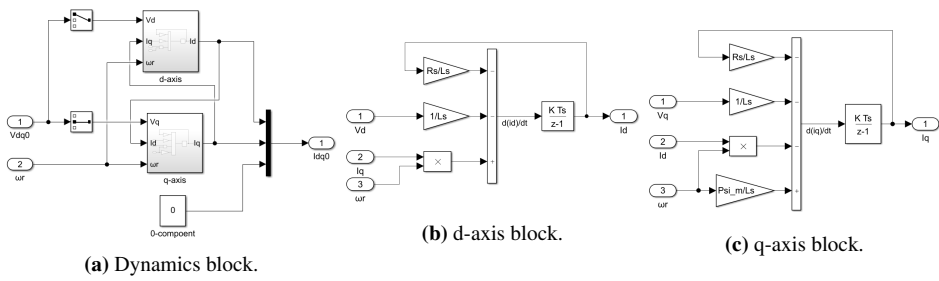 Vd
Iq
ωr
Id
d-axis
1
Vdq0
2
ωr
Vq
Id
ωr
Iq
q-axis
1
Idq0
0
0-compoent
(a) Dynamics block.
Rs/Ls
−
1
Vd
1/Ls
−
d(id)/dt
K Ts
z-1
1
Id
2
Iq
×
+
3
ωr
(b) d-axis block.
Rs/Ls
−
1
Vq
1/Ls
−
d(iq)/dt
K Ts
z-1
1
Iq
2
Id
×
−
3
ωr
Psi_m/Ls
+
(c) q-axis block.